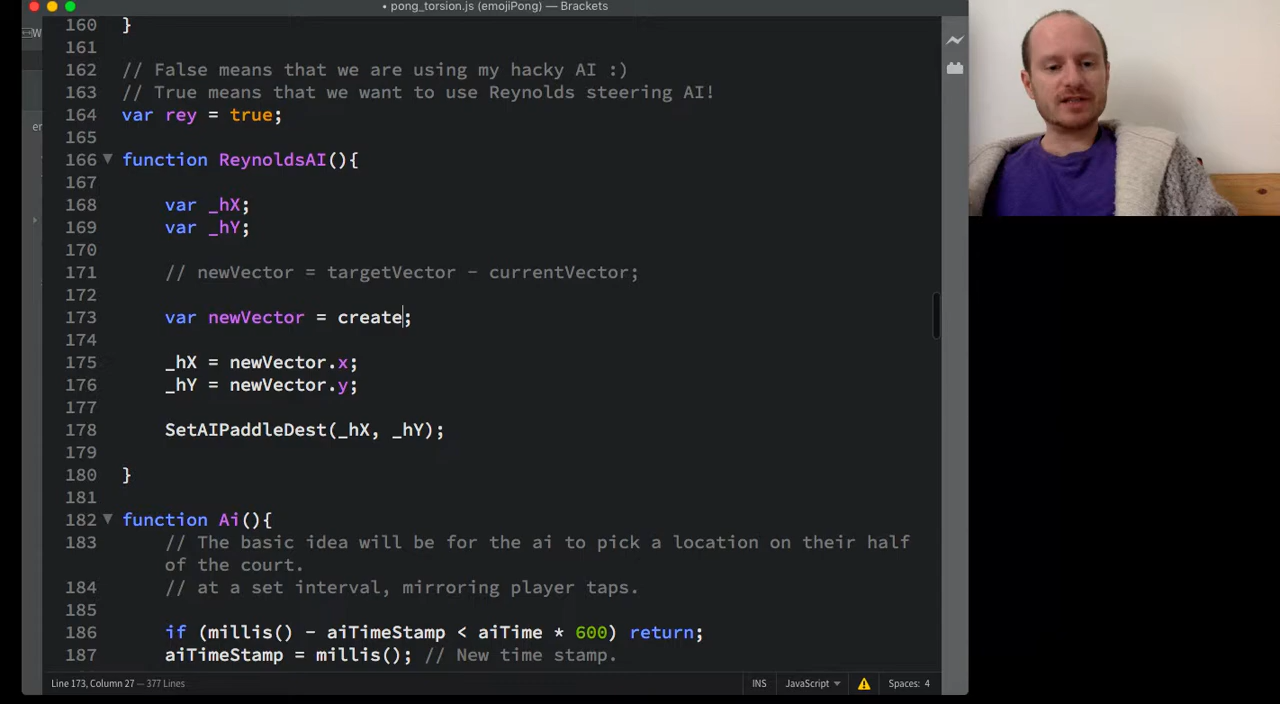 • pong_torsion.js (emojiPong) — Brackets
160 }
161
162 // False means that we are using my hacky AI :)
163 // True means that we want to use Reynolds steering AI!
164 var rey = true;
165
166 function ReynoldsAI(){
167
168 var _hX;
169 var _hY;
170
171 // newVector = targetVector - currentVector;
172
173 var newVector = create;
174
175 _hX = newVector.x;
176 _hY = newVector.y;
177
178 SetAIPaddleDest(_hX, _hY);
179
180 }
181
182 function Ai(){
183 // The basic idea will be for the ai to pick a location on their half
of the court.
184 // at a set interval, mirroring player taps.
185
186 if (millis() - aiTimeStamp < aiTime * 600) return;
187 aiTimeStamp = millis(); // New time stamp.
Line 173, Column 27 — 377 Lines
INS JavaScript Spaces: 4